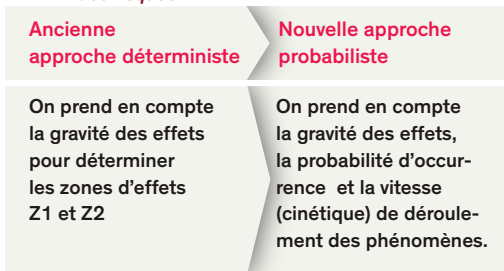 Ancienne
approche déterministe
Nouvelle approche
probabiliste
On prend en compte
la gravité des effets
pour déterminer
les zones d'effets
Z1 et Z2
On prend en compte
la gravité des effets,
la probabilité d'occur-
rence et la vitesse
(cinétique) de déroule-
ment des phénomènes.